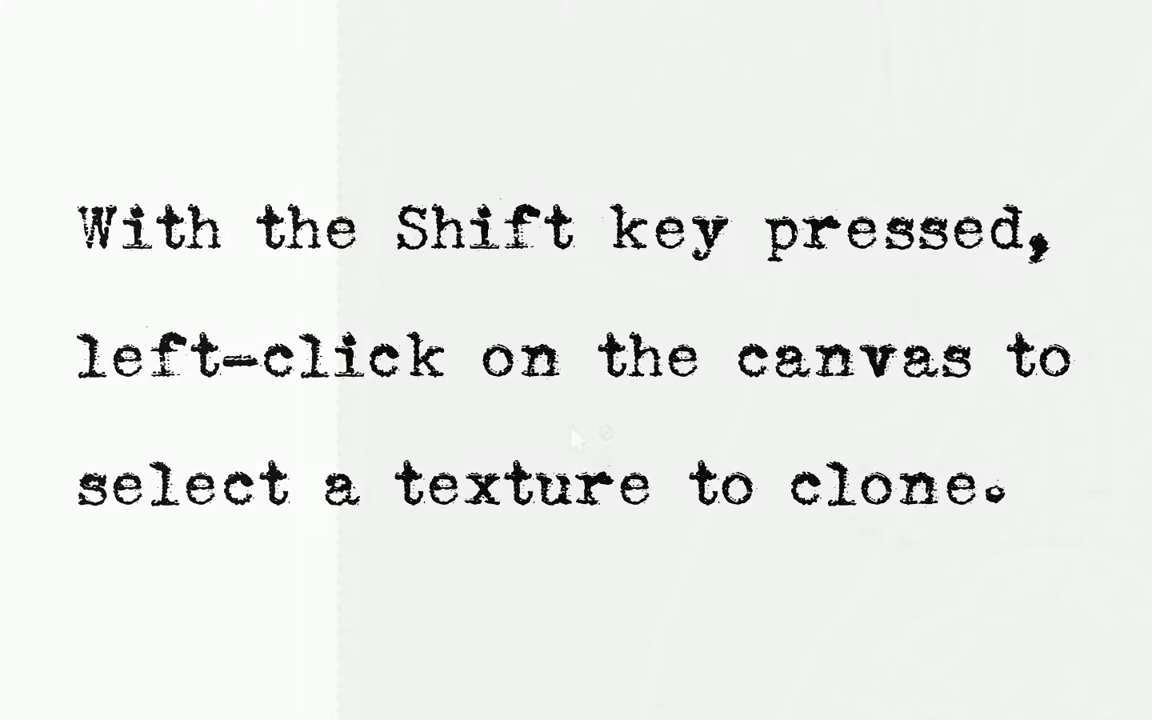 With the Shift key pressed,
left-click on the canvas to
select a texture to clone.